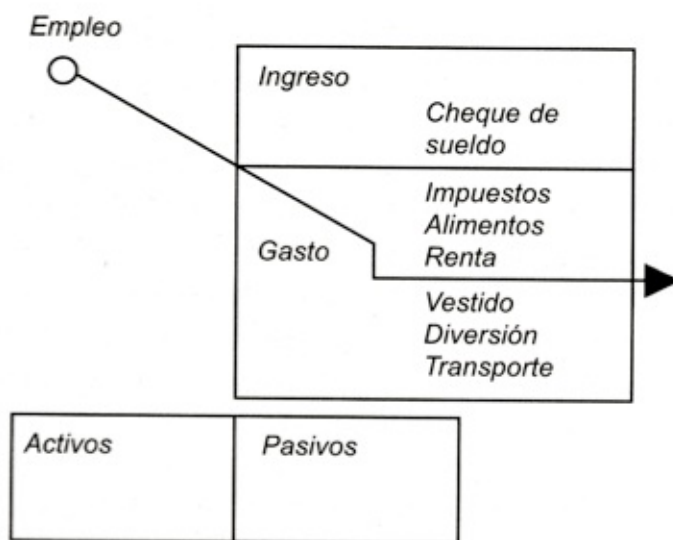 Empleo
Ingreso
Cheque de
sueldo
Impuestos
Alimentos
Gasto
Renta
Vestido
Diversión
Transporte
Activos
Pasivos